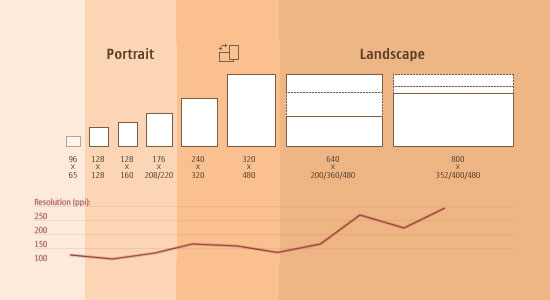 Portrait
Landscape
96
x
65
128
x
128
128
x
160
176
x
208/220
240
x
320
320
x
480
640
x
200/360/480
800
x
352/400/480
Resolution (ppi):
250
200
150
100